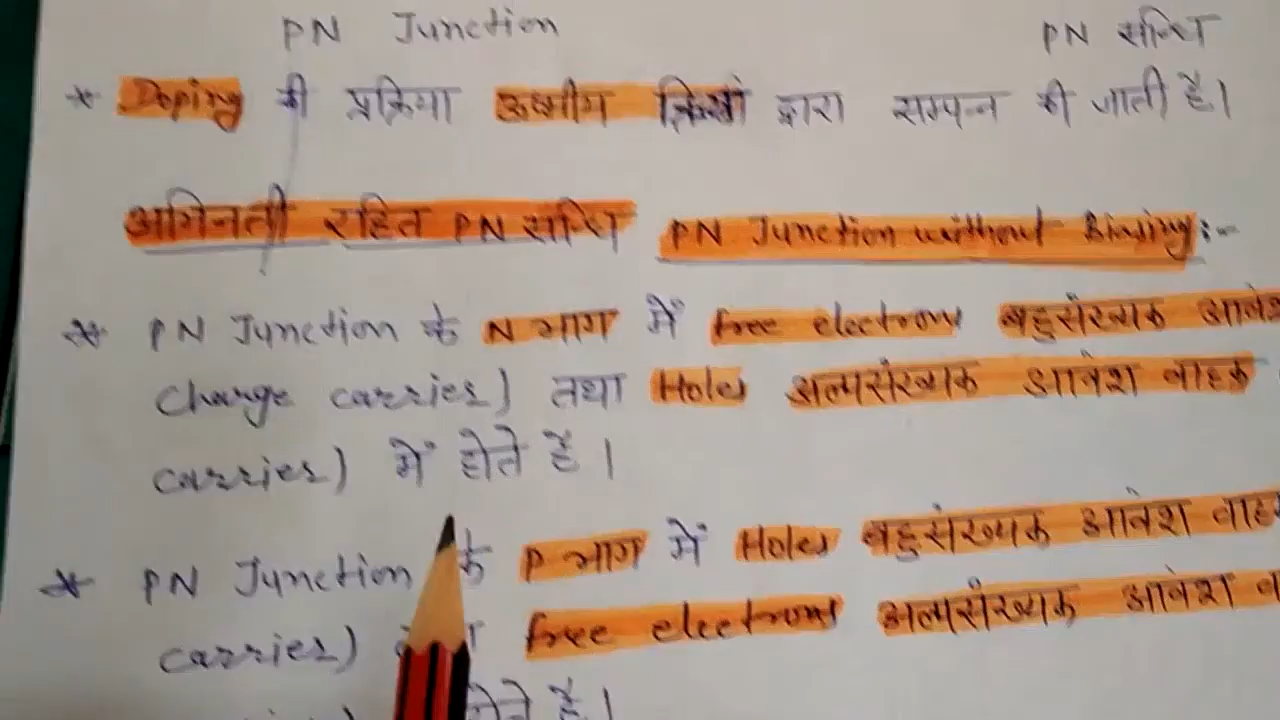 PN Junction PN सन्धि
* Doping की प्रक्रिया ऊष्मीय क्रियों द्वारा सम्पन्न की जाती है।
अभिनती रहित PN सन्धि PN Junction without Biasing:-
* PN Junction के N भाग में free electrons बहुसंख्यक
charge carries) तथा Holes अल्पसंख्यक आवेश वाहक
carries) में होते है।
* PN Junction के P भाग में Holes बहुसंख्यक आवेश
carries) free electrons अल्पसंख्यक आवेश
होते है।